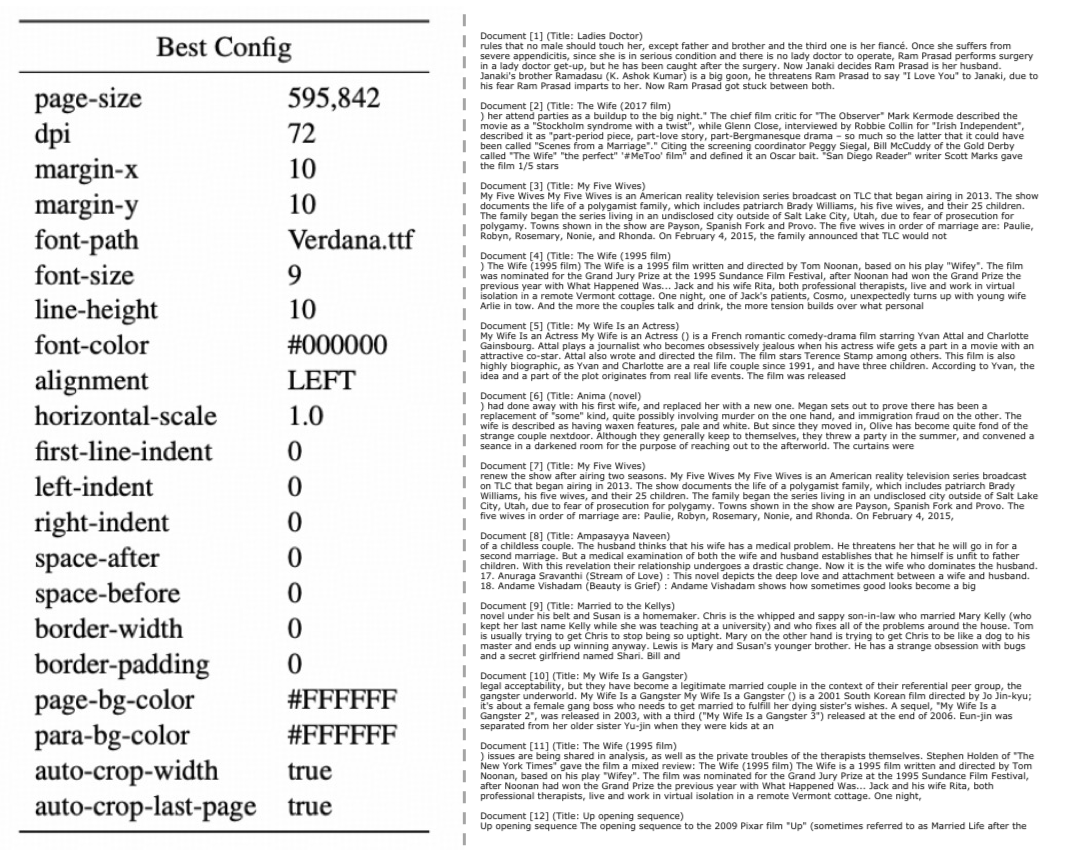 Best Config
page-size 595,842
dpi 72
margin-x 10
margin-y 10
font-path Verdana.ttf
font-size 9
line-height 10
font-color #000000
alignment LEFT
horizontal-scale 1.0
first-line-indent 0
left-indent 0
right-indent 0
space-after 0
space-before 0
border-width 0
border-padding 0
page-bg-color #FFFFFF
para-bg-color #FFFFFF
auto-crop-width true
auto-crop-last-page true
Document [1] (Title: Ladies Doctor)
rules that no male should touch her, except father and brother and the third one is her fiancé. Once she suffers from
severe appendicitis, since she is in serious condition and there is no lady doctor to operate, Ram Prasad performs surgery
in a lady doctor get-up, but he has been caught after the surgery. Now Janaki decides Ram Prasad is her husband.
Janaki's brother Ramadasu (K. Ashok Kumar) is a big goon, he threatens Ram Prasad to say "I Love You" to Janaki, due to
his fear Ram Prasad imparts to her. Now Ram Prasad got stuck between both.
Document [2] (Title: The Wife (2017 film)
) her attend parties as a buildup to the big night." The chief film critic for "The Observer" Mark Kermode described the
movie as a "Stockholm syndrome with a twist", while Glenn Close, interviewed by Robbie Collin for "Irish Independent",
described it as "part-period piece, part-love story, part-Bergmanesque drama – so much so the latter that it could have
been called "Scenes from a Marriage"." Citing the screening coordinator Peggy Siegal, Bill McCuddy of the Gold Derby
called "The Wife" "the perfect" '#MeToo' film" and defined it an Oscar bait. "San Diego Reader" writer Scott Marks gave
the film 1/5 stars
Document [3] (Title: My Five Wives)
My Five Wives My Five Wives is an American reality television series broadcast on TLC that began airing in 2013. The show
documents the life of a polygamist family, which includes patriarch Brady Williams, his five wives, and their 25 children.
The family began the series living in an undisclosed city outside of Salt Lake City, Utah, due to fear of prosecution for
polygamy. Towns shown in the show are Payson, Spanish Fork and Provo. The five wives in order of marriage are: Paulie,
Robyn, Rosemary, Nonie, and Rhonda. On February 4, 2015, the family announced that TLC would not
Document [4] (Title: The Wife (1995 film)
) The Wife (1995 film) The Wife is a 1995 film written and directed by Tom Noonan, based on his play "Wifey". The film
was nominated for the Grand Jury Prize at the 1995 Sundance Film Festival, after Noonan had won the Grand Prize the
previous year with What Happened Was... Jack and his wife Rita, both professional therapists, live and work in virtual
isolation in a remote Vermont cottage. One night, one of Jack's patients, Cosmo, unexpectedly turns up with young wife
Arlie in tow. And the more the couples talk and drink, the more tension builds over what personal
Document [5] (Title: My Wife Is an Actress)
My Wife Is an Actress My Wife is an Actress () is a French romantic comedy-drama film starring Yvan Attal and Charlotte
Gainsbourg. Attal plays a journalist who becomes obsessively jealous when his actress wife gets a part in a movie with an
attractive co-star. Attal also wrote and directed the film. The film stars Terence Stamp among others. This film is also
highly biographic, as Yvan and Charlotte are a real life couple since 1991, and have three children. According to Yvan, the
idea and a part of the plot originates from real life events. The film was released
Document [6] (Title: Anima (novel)
) had done away with his first wife, and replaced her with a new one. Megan sets out to prove there has been a
replacement of "some" kind, quite possibly involving murder on the one hand, and immigration fraud on the other. The
wife is described as having waxen features, pale and white. But since they moved in, Olive has become quite fond of the
strange couple nextdoor. Although they generally keep to themselves, they threw a party in the summer, and convened a
seance in a darkened room for the purpose of reaching out to the afterworld. The curtains were
Document [7] (Title: My Five Wives)
renew the show after airing two seasons. My Five Wives My Five Wives is an American reality television series broadcast
on TLC that began airing in 2013. The show documents the life of a polygamist family, which includes patriarch Brady
Williams, his five wives, and their 25 children. The family began the series living in an undisclosed city outside of Salt Lake
City, Utah, due to fear of prosecution for polygamy. Towns shown in the show are Payson, Spanish Fork and Provo. The
five wives in order of marriage are: Paulie, Robyn, Rosemary, Nonie, and Rhonda. On February 4, 2015,
Document [8] (Title: Ampasayya Naveen)
of a childless couple. The husband thinks that his wife has a medical problem. He threatens her that he will go in for a
second marriage. But a medical examination of both the wife and husband establishes that he himself is unfit to father
children. With this revelation their relationship undergoes a drastic change. Now it is the wife who dominates the husband.
17. Anuraga Sravanthi (Stream of Love) : This novel depicts the deep love and attachment between a wife and husband.
18. Andame Vishadam (Beauty is Grief) : Andame Vishadam shows how sometimes good looks become a big
Document [9] (Title: Married to the Kellys)
novel under his belt and Susan is a homemaker. Chris is the whipped and sappy son-in-law who married Mary Kelly (who
kept her last name Kelly while she was teaching at a university) and who fixes all of the problems around the house. Tom
is usually trying to get Chris to stop being so uptight. Mary on the other hand is trying to get Chris to be like a dog to his
master and ends up winning anyway. Lewis is Mary and Susan's younger brother. He has a strange obsession with bugs
and a secret girlfriend named Shari. Bill and
Document [10] (Title: My Wife Is a Gangster)
legal acceptability, but they have become a legitimate married couple in the context of their referential peer group, the
gangster underworld. My Wife Is a Gangster My Wife Is a Gangster () is a 2001 South Korean film directed by Jo Jin-kyu;
it's about a female gang boss who needs to get married to fulfill her dying sister's wishes. A sequel, "My Wife Is a
Gangster 2", was released in 2003, with a third ("My Wife Is a Gangster 3") released at the end of 2006. Eun-jin was
separated from her older sister Yu-jin when they were kids at an
Document [11] (Title: The Wife (1995 film)
) issues are being shared in analysis, as well as the private troubles of the therapists themselves. Stephen Holden of "The
New York Times" gave the film a mixed review: The Wife (1995 film) The Wife is a 1995 film written and directed by Tom
Noonan, based on his play "Wifey". The film was nominated for the Grand Jury Prize at the 1995 Sundance Film Festival,
after Noonan had won the Grand Prize the previous year with What Happened Was... Jack and his wife Rita, both
professional therapists, live and work in virtual isolation in a remote Vermont cottage. One night,
Document [12] (Title: Up opening sequence)
Up opening sequence The opening sequence to the 2009 Pixar film "Up" (sometimes referred to as Married Life after the